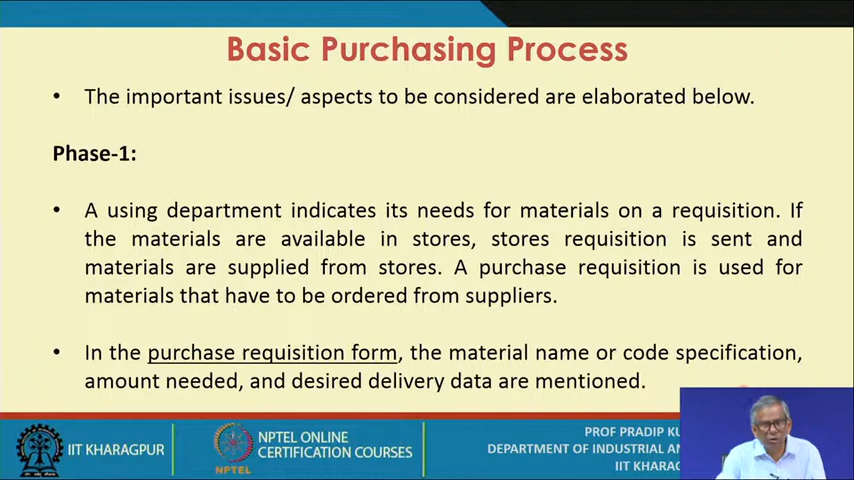 Basic Purchasing Process
• The important issues/ aspects to be considered are elaborated below.
Phase-1:
• A using department indicates its needs for materials on a requisition. If
the materials are available in stores, stores requisition is sent and
materials are supplied from stores. A purchase requisition is used for
materials that have to be ordered from suppliers.
• In the purchase requisition form, the material name or code specification,
amount needed, and desired delivery data are mentioned.
IIT KHARAGPUR
NPTEL
NPTEL ONLINE
CERTIFICATION COURSES
PROF PRADIP
DEPARTMENT OF INDUSTRIAL
IIT